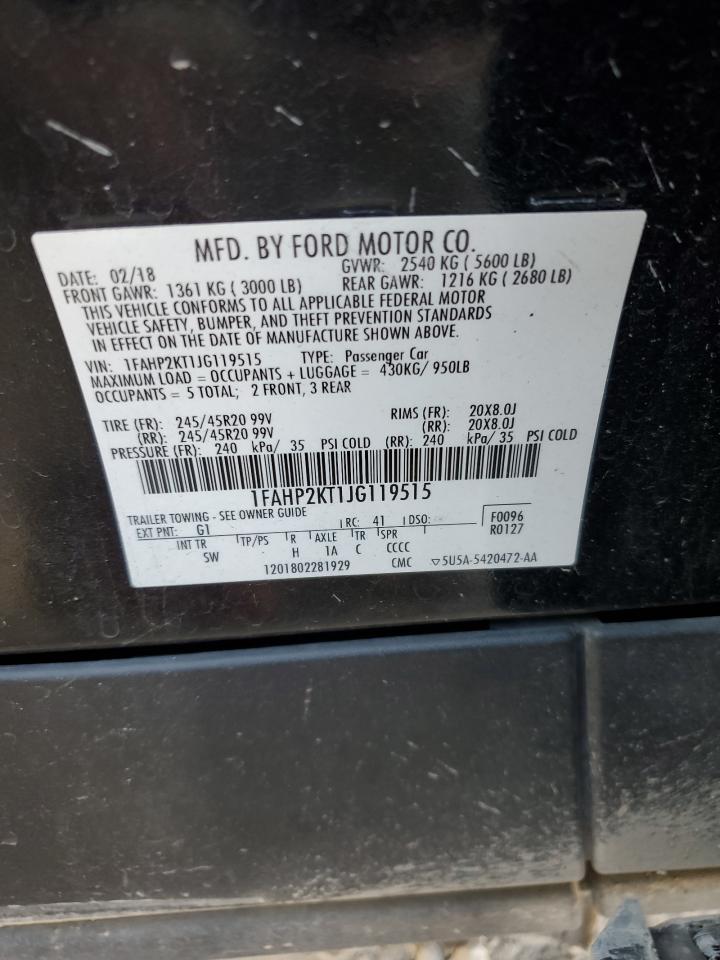 MFD. BY FORD MOTOR CO.
DATE: 02/18 GVWR: 2540 KG ( 5600 LB)
FRONT GAWR: 1361 KG ( 3000 LB) REAR GAWR: 1216 KG ( 2680 LB)
THIS VEHICLE CONFORMS TO ALL APPLICABLE FEDERAL MOTOR
VEHICLE SAFETY, BUMPER, AND THEFT PREVENTION STANDARDS
IN EFFECT ON THE DATE OF MANUFACTURE SHOWN ABOVE.
VIN: 1FAHP2KT1JG119515 TYPE: Passenger Car
MAXIMUM LOAD = OCCUPANTS + LUGGAGE = 430KG/ 950LB
OCCUPANTS = 5 TOTAL; 2 FRONT, 3 REAR
TIRE (FR): 245/45R20 99V RIMS (FR): 20X8.0J
(RR): 245/45R20 99V (RR): 20X8.0J
PRESSURE (FR): 240 kPa/ 35 PSI COLD (RR): 240 kPa/ 35 PSI COLD
1FAHP2KT1JG119515
TRAILER TOWING - SEE OWNER GUIDE
EXT PNT: G1 RC: 41 DSO: F0096
R0127
INT TR TP/PS R AXLE TR SPR
SW H 1A C CCCC
1201802281929 CMC ▽5U5A-5420472-AA